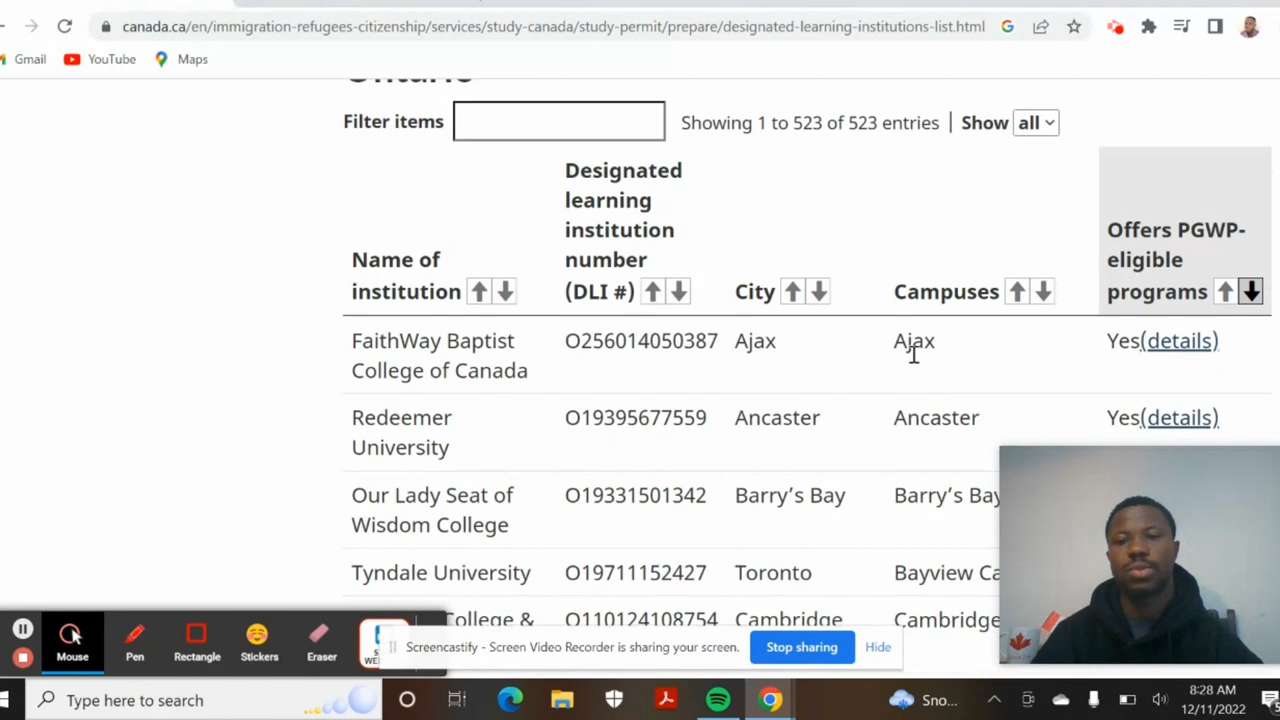 canada.ca/en/immigration-refugees-citizenship/services/study-canada/study-permit/prepare/designated-learning-institutions-list.html
Gmail YouTube Maps
Ontario
Filter items Showing 1 to 523 of 523 entries | Show all
Name of institution
Designated learning institution number (DLI #)
City
Campuses
Offers PGWP-eligible programs
FaithWay Baptist O256014050387 Ajax Ajax Yes(details)
College of Canada
Redeemer O19395677559 Ancaster Ancaster Yes(details)
University
Our Lady Seat of O19331501342 Barry’s Bay Barry’s Bay
Wisdom College
Tyndale University O19711152427 Toronto Bayview
College & O110124108754 Cambridge Cambridge
Mouse Pen Rectangle Stickers Eraser
Screencastify - Screen Video Recorder is sharing your screen. Stop sharing Hide
Type here to search
Sno...
8:28 AM
12/11/2022